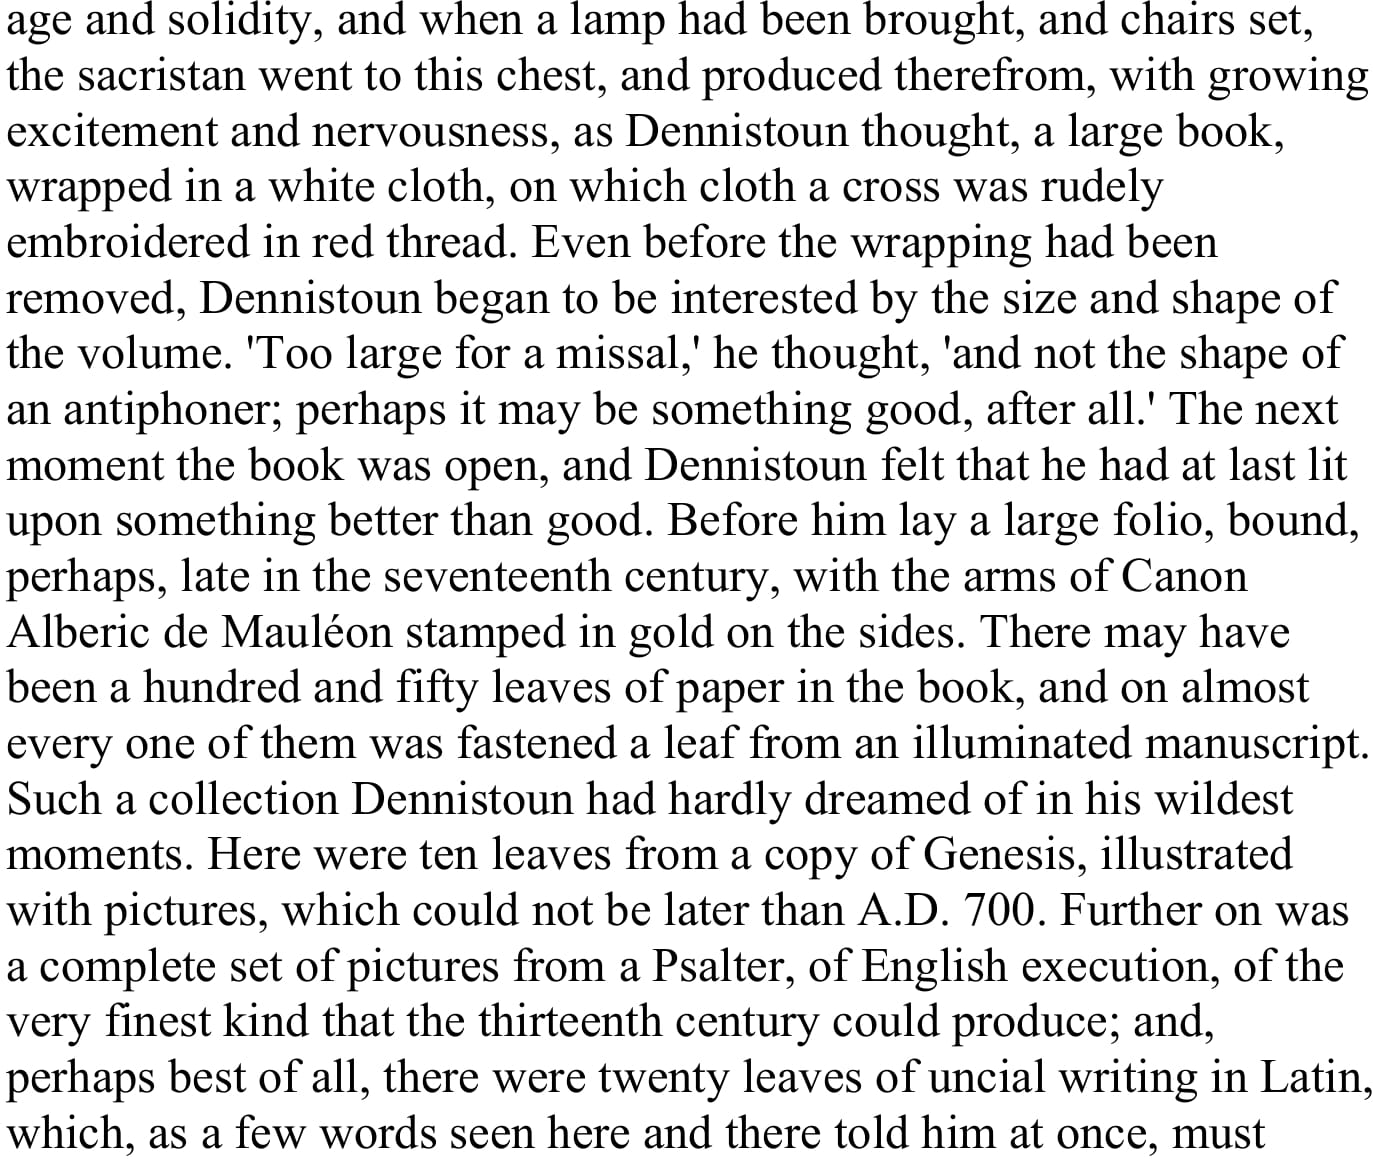 age and solidity, and when a lamp had been brought, and chairs set,
the sacristan went to this chest, and produced therefrom, with growing
excitement and nervousness, as Dennistoun thought, a large book,
wrapped in a white cloth, on which cloth a cross was rudely
embroidered in red thread. Even before the wrapping had been
removed, Dennistoun began to be interested by the size and shape of
the volume. 'Too large for a missal,' he thought, 'and not the shape of
an antiphoner; perhaps it may be something good, after all.' The next
moment the book was open, and Dennistoun felt that he had at last lit
upon something better than good. Before him lay a large folio, bound,
perhaps, late in the seventeenth century, with the arms of Canon
Alberic de Mauléon stamped in gold on the sides. There may have
been a hundred and fifty leaves of paper in the book, and on almost
every one of them was fastened a leaf from an illuminated manuscript.
Such a collection Dennistoun had hardly dreamed of in his wildest
moments. Here were ten leaves from a copy of Genesis, illustrated
with pictures, which could not be later than A.D. 700. Further on was
a complete set of pictures from a Psalter, of English execution, of the
very finest kind that the thirteenth century could produce; and,
perhaps best of all, there were twenty leaves of uncial writing in Latin,
which, as a few words seen here and there told him at once, must